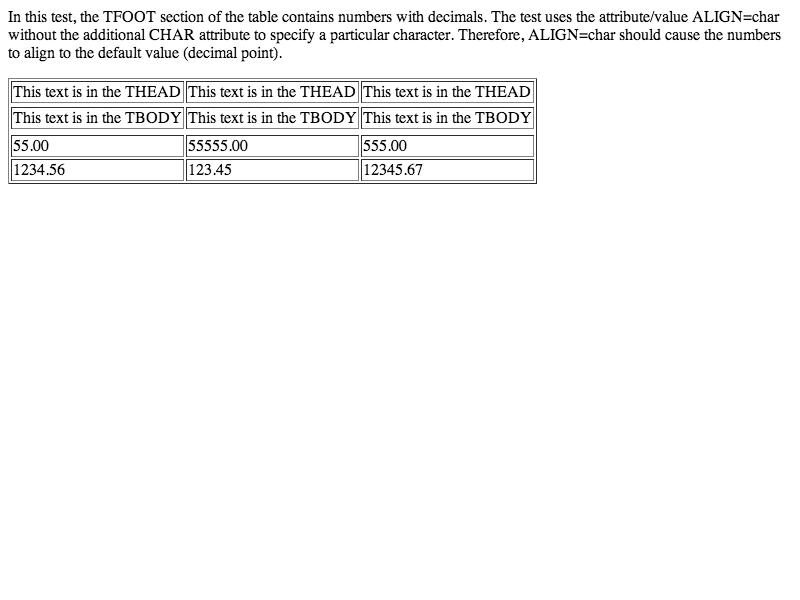 In this test, the TFOOT section of the table contains numbers with decimals. The test uses the attribute/value ALIGN=char
without the additional CHAR attribute to specify a particular character. Therefore, ALIGN=char should cause the numbers
to align to the default value (decimal point).
This text is in the THEAD This text is in the THEAD This text is in the THEAD
This text is in the TBODY This text is in the TBODY This text is in the TBODY
55.00 55555.00 555.00
1234.56 123.45 12345.67